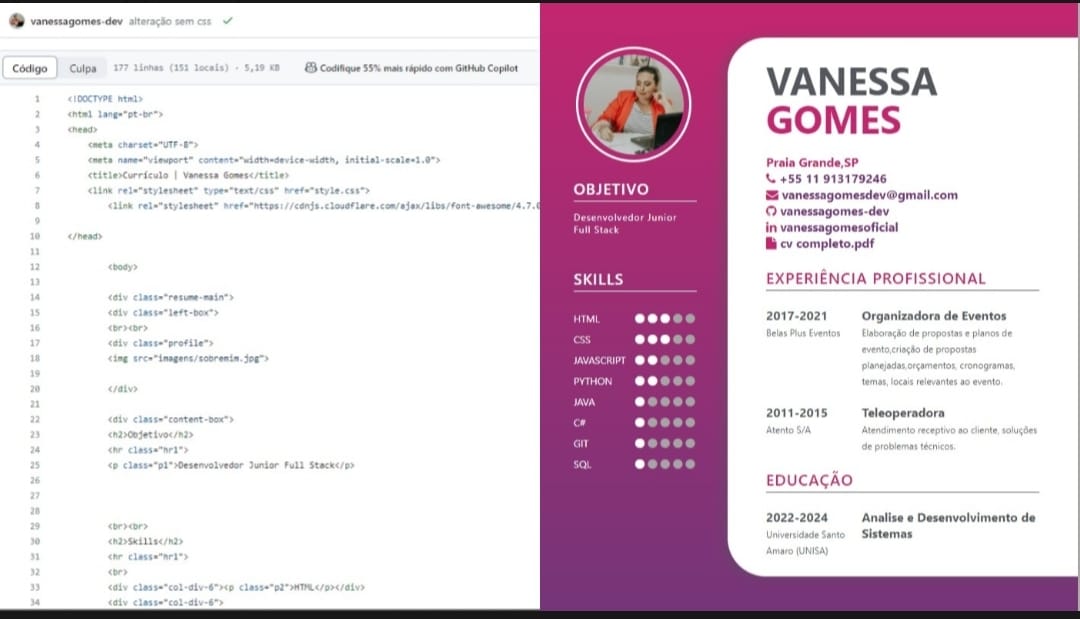 vanessagomes-dev alteração sem css
Código Culpa 177 linhas (151 locais) · 5,19 KB Codifique 55% mais rápido com GitHub Copilot
1 <!DOCTYPE html>
2 <html lang="pt-br">
3 <head>
4 <meta charset="UTF-8">
5 <meta name="viewport" content="width=device-width, initial-scale=1.0">
6 <title>Currículo | Vanessa Gomes</title>
7 <link rel="stylesheet" type="text/css" href="style.css">
8 <link rel="stylesheet" href="https://cdnjs.cloudflare.com/ajax/libs/font-awesome/4.7.0
9
10 </head>
11
12 <body>
13
14 <div class="resume-main">
15 <div class="left-box">
16 <br><br>
17 <div class="profile">
18 <img src="imagens/sobremim.jpg">
19
20 </div>
21
22 <div class="content-box">
23 <h2>Objetivo</h2>
24 <hr class="hr1">
25 <p class="p1">Desenvolvedor Junior Full Stack</p>
26
27
28
29 <br><br>
30 <h2>Skills</h2>
31 <hr class="hr1">
32 <br>
33 <div class="col-div-6"><p class="p2">HTML</p></div>
34 <div class="col-div-6">
OBJETIVO
Desenvolvedor Junior
Full Stack
SKILLS
HTML
CSS
JAVASCRIPT
PYTHON
JAVA
C#
GIT
SQL
VANESSA
GOMES
Praia Grande,SP
+55 11 913179246
vanessagomesdev@gmail.com
vanessagomes-dev
in vanessagomesoficial
cv completo.pdf
EXPERIÊNCIA PROFISSIONAL
2017-2021 Organizadora de Eventos
Belas Plus Eventos Elaboração de propostas e planos de
evento,criação de propostas
planejadas,orçamentos, cronogramas,
temas, locais relevantes ao evento.
2011-2015 Teleoperadora
Atento S/A Atendimento receptivo ao cliente, soluções
de problemas técnicos.
EDUCAÇÃO
2022-2024 Analise e Desenvolvimento de
Universidade Santo Sistemas
Amaro (UNISA)